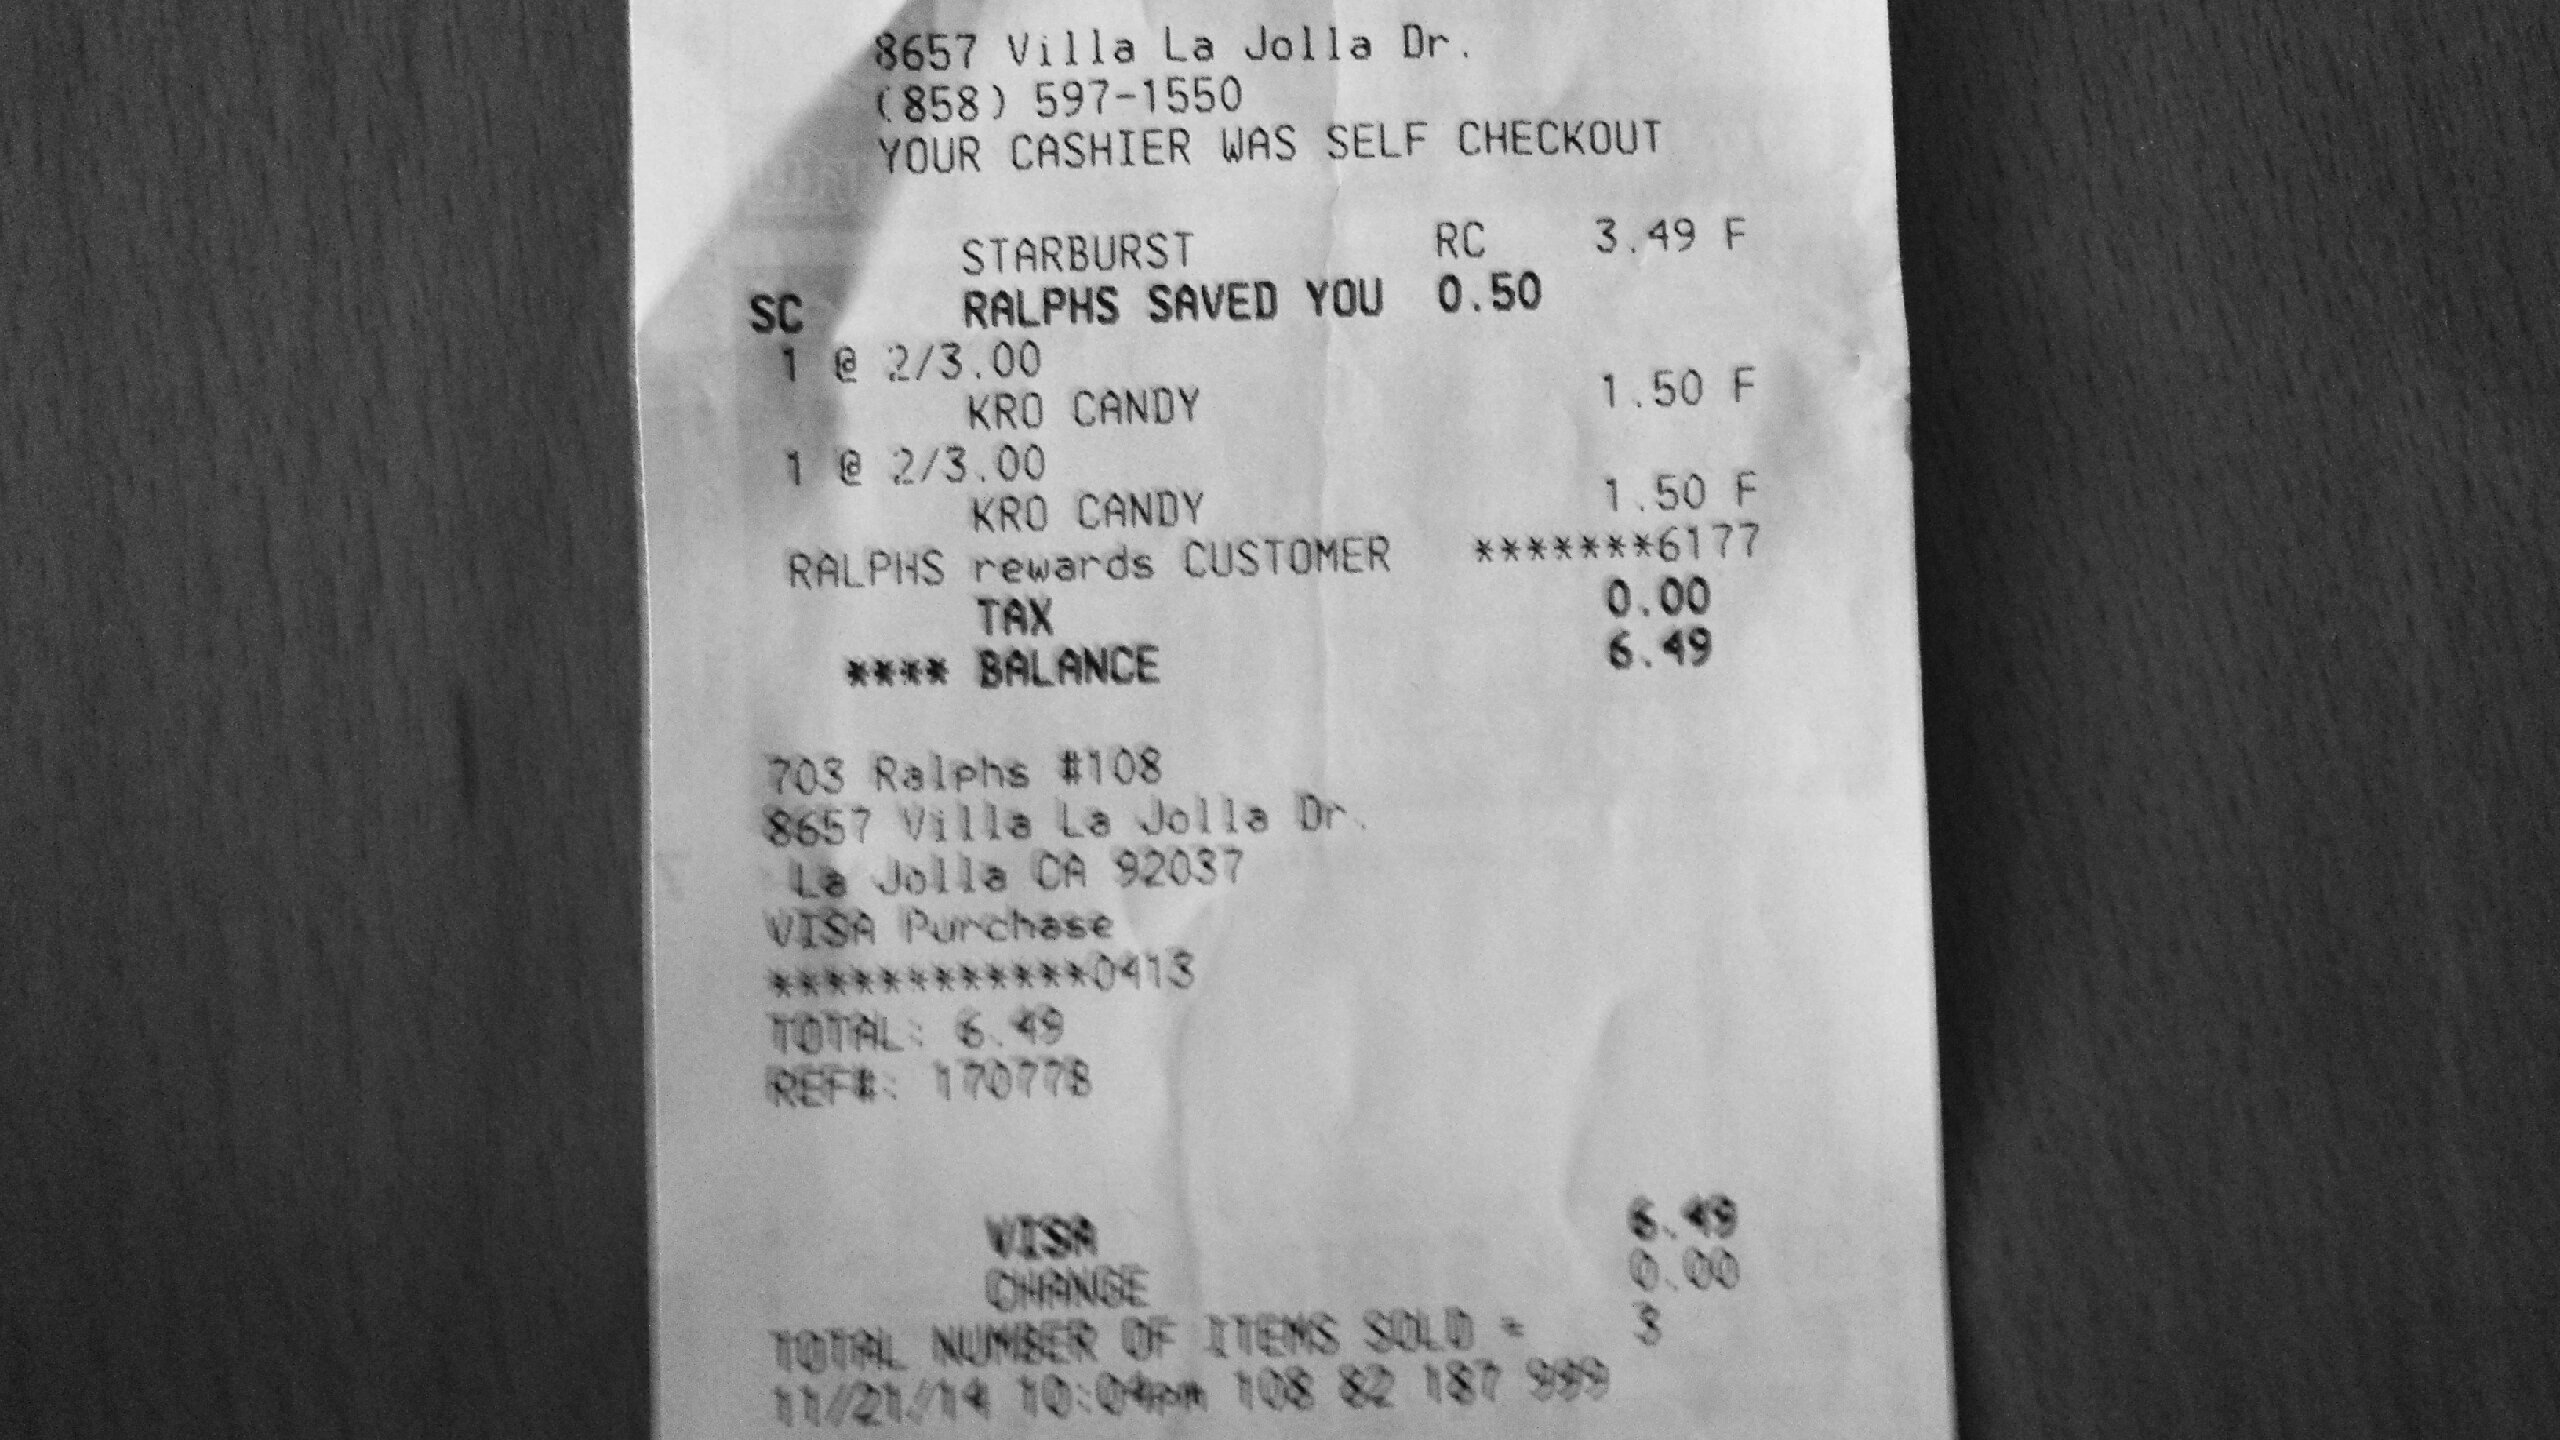 8657 Villa La Jolla Dr.
(858) 597-1550
YOUR CASHIER WAS SELF CHECKOUT
STARBURST RC 3.49 F
SC RALPHS SAVED YOU 0.50
1 @ 2/3.00
KRO CANDY 1.50 F
1 @ 2/3.00
KRO CANDY 1.50 F
RALPHS rewards CUSTOMER *******6177
TAX 0.00
**** BALANCE 6.49
703 Ralphs #108
8657 Villa La Jolla Dr.
La Jolla CA 92037
VISA Purchase
************0413
TOTAL: 6.49
REF#: 170778
VISA 6.49
CHANGE 0.00
TOTAL NUMBER OF ITEMS SOLD = 3
11/21/14 10:04pm 108 82 187 999